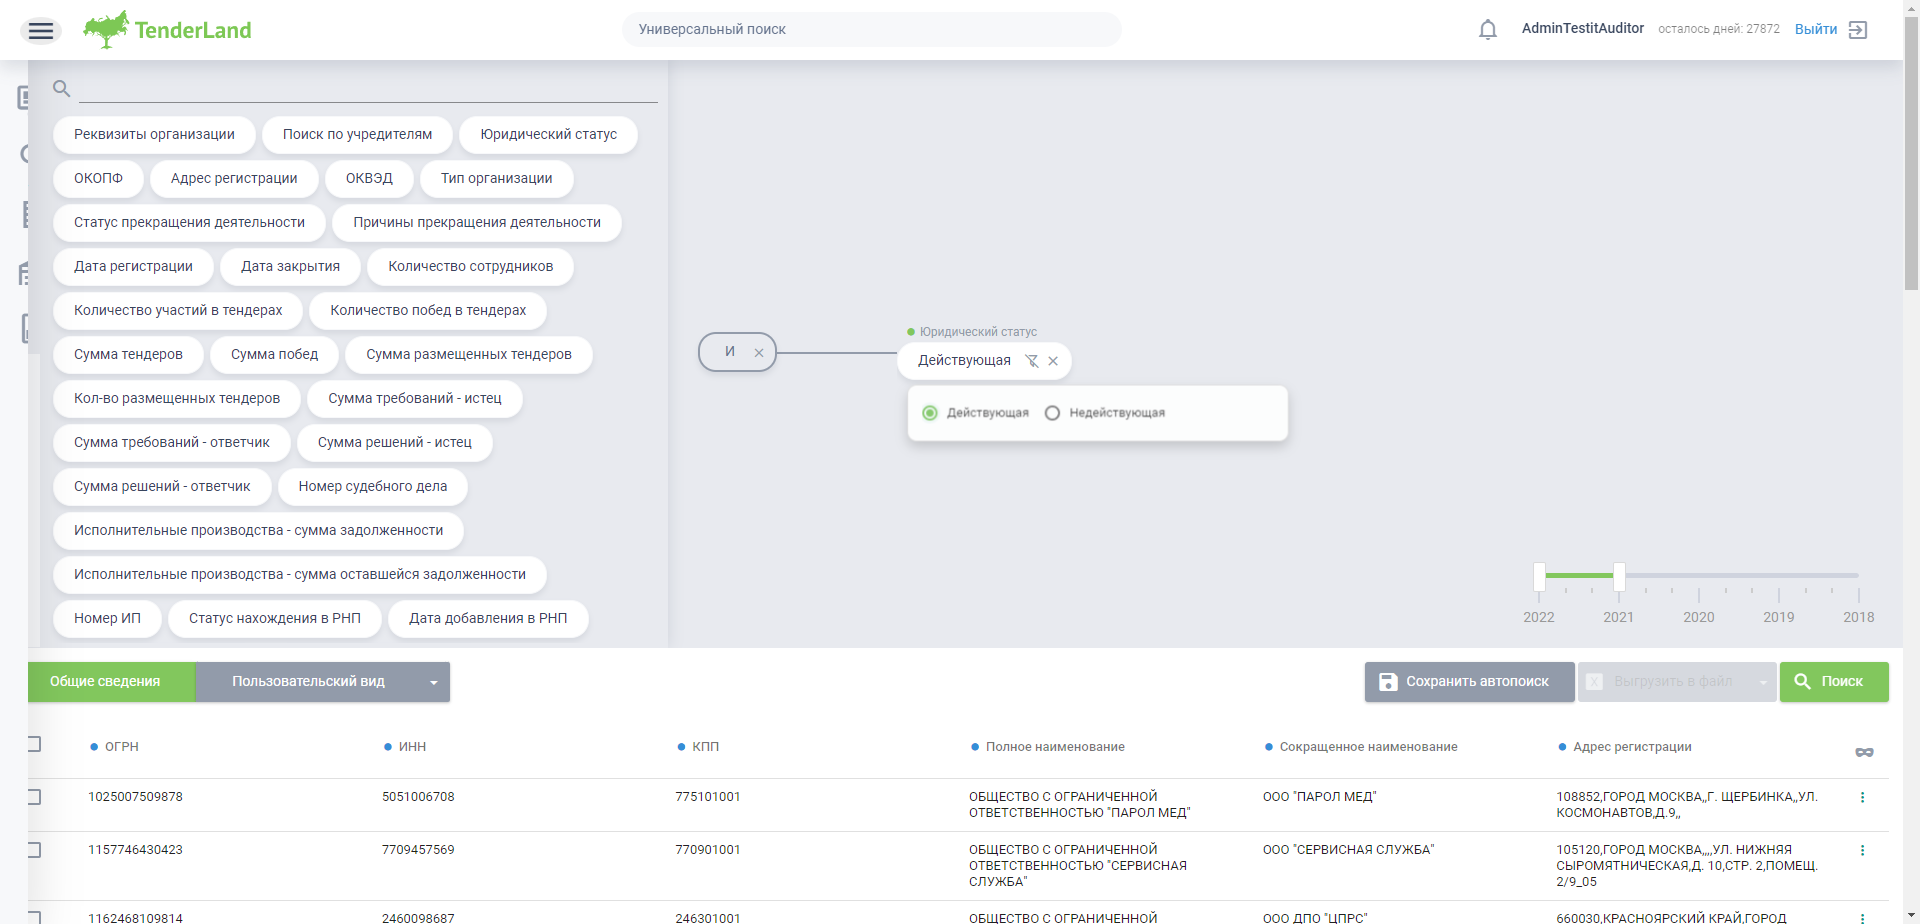 TenderLand
Универсальный поиск
AdminTestitAuditor
осталось дней: 27872
Выйти
Реквизиты организации
Поиск по учредителям
Юридический статус
ОКОПФ
Адрес регистрации
ОКВЭД
Тип организации
Статус прекращения деятельности
Причины прекращения деятельности
Дата регистрации
Дата закрытия
Количество сотрудников
Количество участий в тендерах
Количество побед в тендерах
Сумма тендеров
Сумма побед
Сумма размещенных тендеров
Кол-во размещенных тендеров
Сумма требований - истец
Сумма требований - ответчик
Сумма решений - истец
Сумма решений - ответчик
Номер судебного дела
Исполнительные производства - сумма задолженности
Исполнительные производства - сумма оставшейся задолженности
Номер ИП
Статус нахождения в РНП
Дата добавления в РНП
И
Юридический статус
Действующая
Действующая
Недействующая
2022
2021
2020
2019
2018
Общие сведения
Пользовательский вид
Сохранить автопоиск
Выгрузить в файл
Поиск
ОГРН
ИНН
КПП
Полное наименование
Сокращенное наименование
Адрес регистрации
1025007509878
5051006708
775101001
ОБЩЕСТВО С ОГРАНИЧЕННОЙ
ОТВЕТСТВЕННОСТЬЮ "ПАРОЛ МЕД"
ООО "ПАРОЛ МЕД"
108852,ГОРОД МОСКВА,,Г. ЩЕРБИНКА,,УЛ.
КОСМОНАВТОВ,Д.9,,
1157746430423
7709457569
770901001
ОБЩЕСТВО С ОГРАНИЧЕННОЙ
ОТВЕТСТВЕННОСТЬЮ "СЕРВИСНАЯ
СЛУЖБА"
ООО "СЕРВИСНАЯ СЛУЖБА"
105120,ГОРОД МОСКВА,,,,УЛ. НИЖНЯЯ
СЫРОМЯТНИЧЕСКАЯ,Д. 10,СТР. 2,ПОМЕЩ.
2/9_05
1162468109814
2460098687
246301001
ОБЩЕСТВО С ОГРАНИЧЕННОЙ
ООО ДПО "ЦПРС"
660030,КРАСНОЯРСКИЙ КРАЙ,ГОРОД